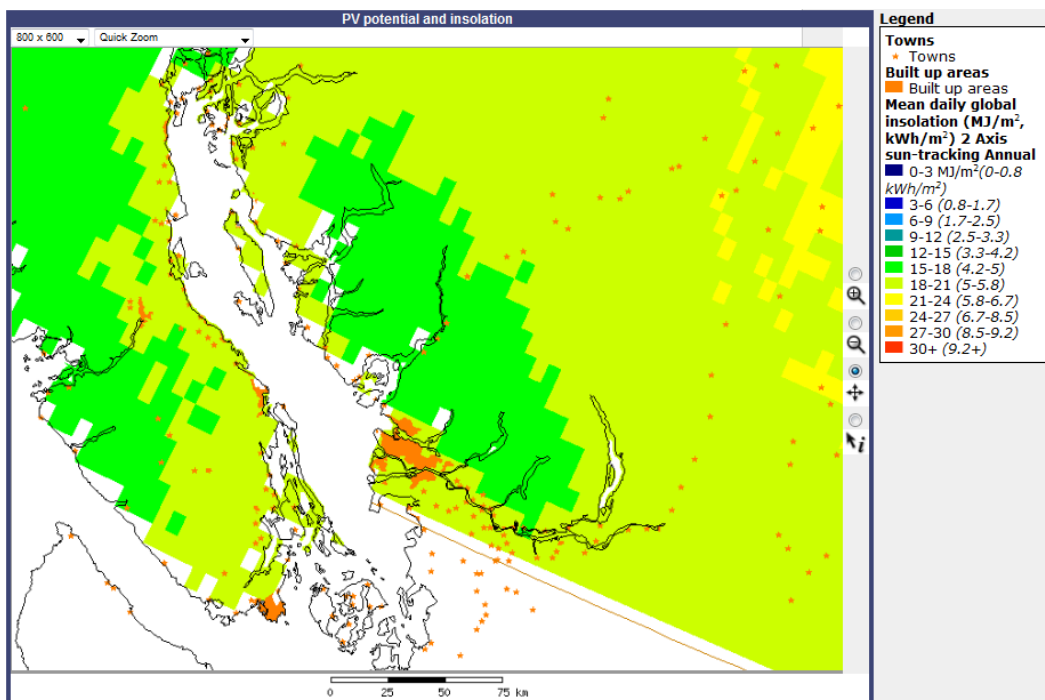 PV potential and insolation
800 x 600
Quick Zoom
0 25 50 75 km
Legend
Towns
Towns
Built up areas
Built up areas
Mean daily global
insolation (MJ/m²,
kWh/m²) 2 Axis
sun-tracking Annual
0-3 MJ/m²(0-0.8
kWh/m²)
3-6 (0.8-1.7)
6-9 (1.7-2.5)
9-12 (2.5-3.3)
12-15 (3.3-4.2)
15-18 (4.2-5)
18-21 (5-5.8)
21-24 (5.8-6.7)
24-27 (6.7-8.5)
27-30 (8.5-9.2)
30+ (9.2+)
i